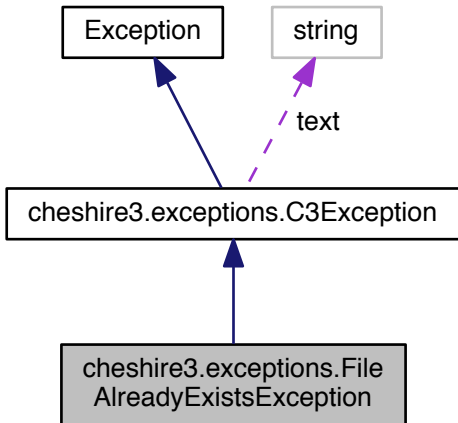 Exception
string
text
cheshire3.exceptions.C3Exception
cheshire3.exceptions.File
AlreadyExistsException